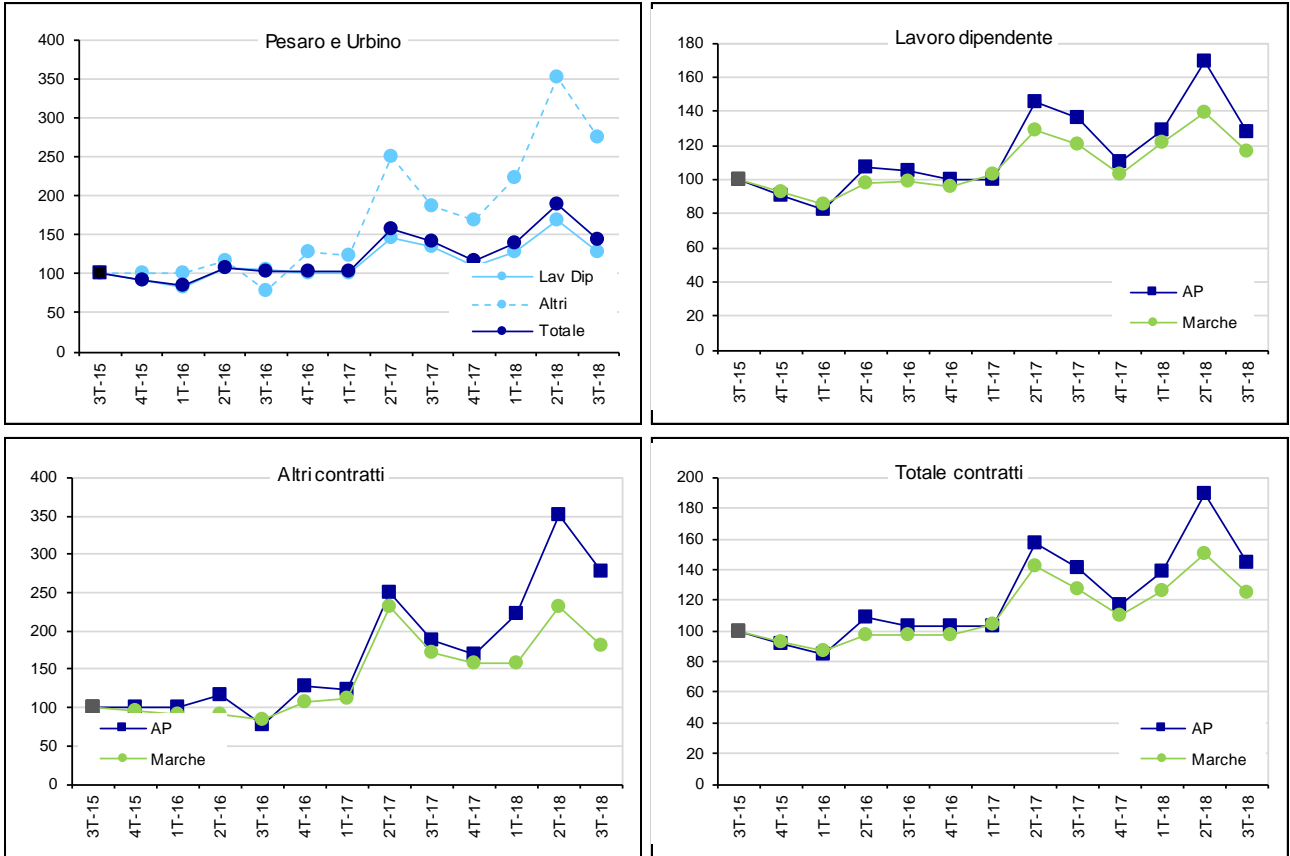 Pesaro e Urbino
400
350
300
250
200
150
100
50
0
Lav Dip
Altri
Totale
3T-15
4T-15
1T-16
2T-16
3T-16
4T-16
1T-17
2T-17
3T-17
4T-17
1T-18
2T-18
3T-18
Lavoro dipendente
180
160
140
120
100
80
60
40
20
0
AP
Marche
3T-15
4T-15
1T-16
2T-16
3T-16
4T-16
1T-17
2T-17
3T-17
4T-17
1T-18
2T-18
3T-18
Altri contratti
400
350
300
250
200
150
100
50
0
AP
Marche
3T-15
4T-15
1T-16
2T-16
3T-16
4T-16
1T-17
2T-17
3T-17
4T-17
1T-18
2T-18
3T-18
Totale contratti
200
180
160
140
120
100
80
60
40
20
0
AP
Marche
3T-15
4T-15
1T-16
2T-16
3T-16
4T-16
1T-17
2T-17
3T-17
4T-17
1T-18
2T-18
3T-18